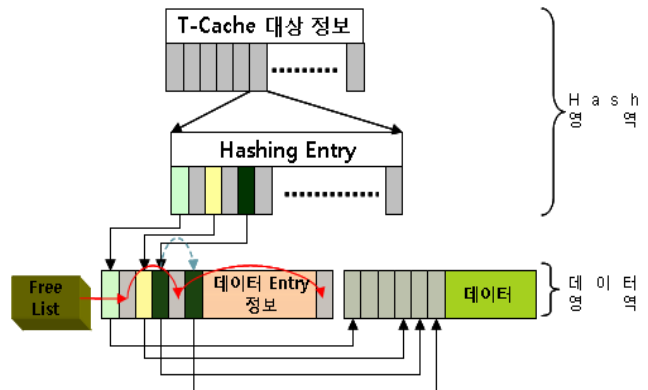 T-Cache 대상 정보
Hash
영역
Hashing Entry
Free
List
데이터 Entry
정보
데이터
데이터
영역